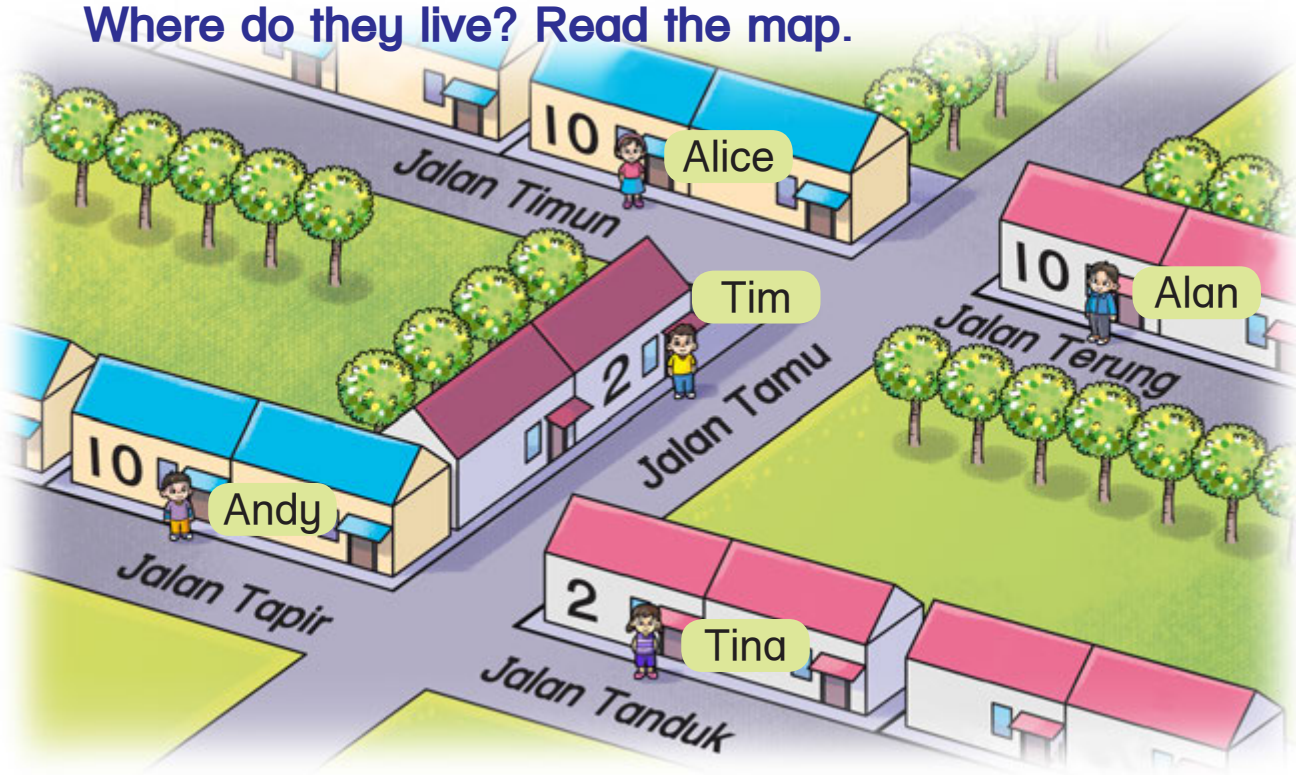 Where do they live? Read the map.
10
Alice
Jalan Timun
10
Alan
Tim
Jalan Terung
2
Jalan Tamu
10
Andy
Jalan Tapir
2
Tina
Jalan Tanduk